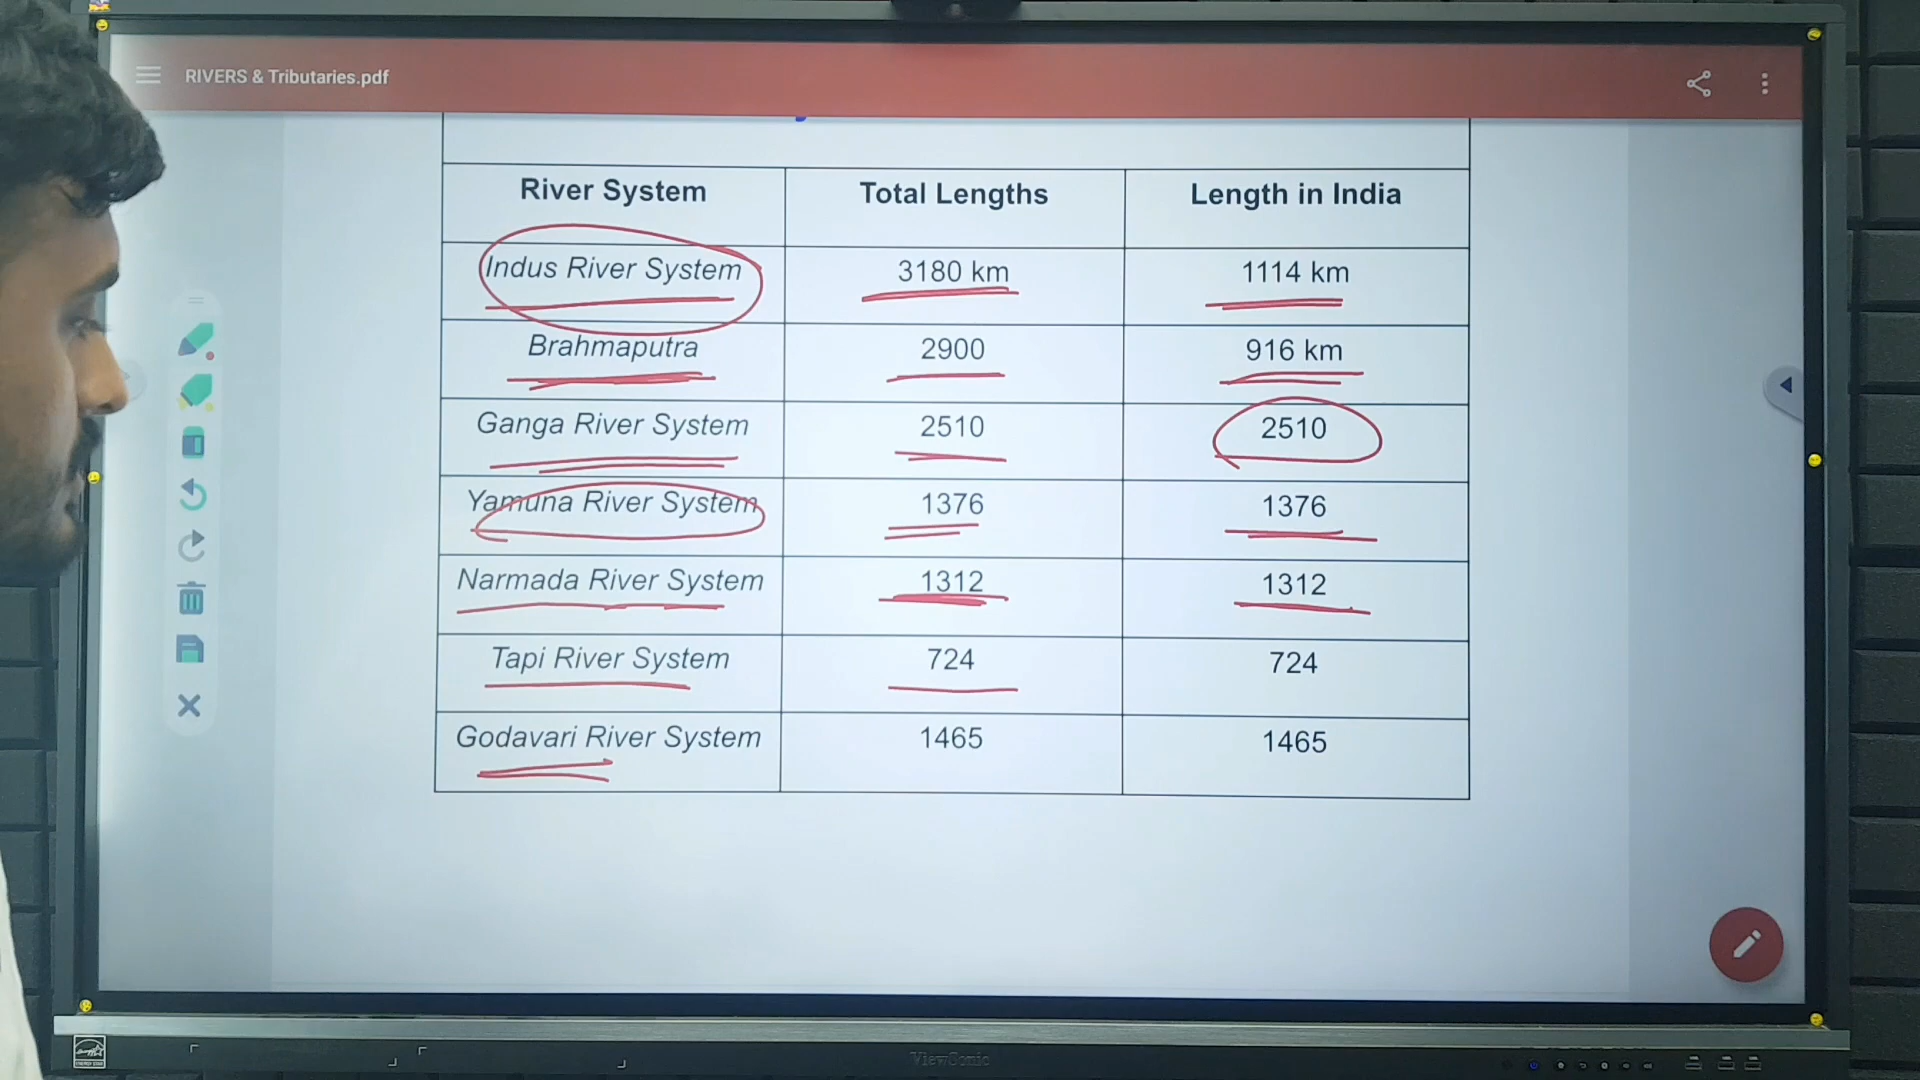 RIVERS & Tributaries.pdf
River System Total Lengths Length in India
Indus River System 3180 km 1114 km
Brahmaputra 2900 916 km
Ganga River System 2510 2510
Yamuna River System 1376 1376
Narmada River System 1312 1312
Tapi River System 724 724
Godavari River System 1465 1465
ViewSonic